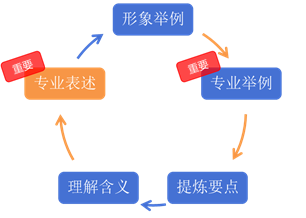 形象举例
重要
专业表述
重要
专业举例
理解含义
提炼要点